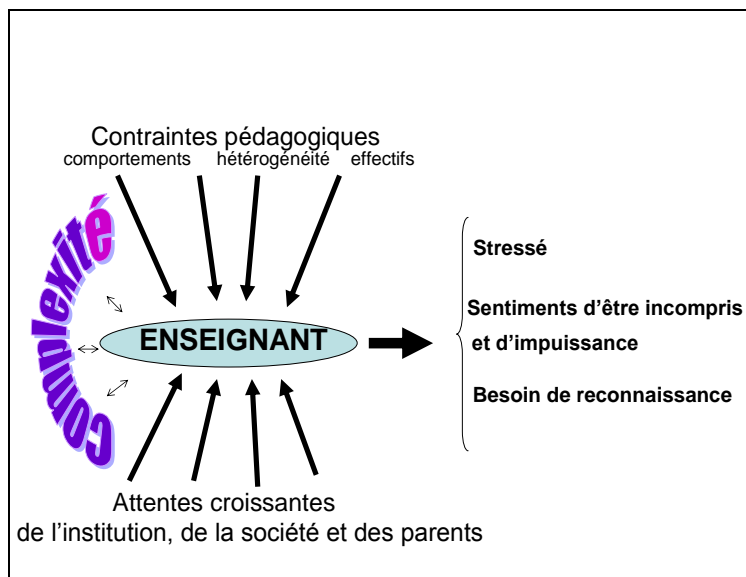 Contraintes pédagogiques
comportements hétérogénéité effectifs
complexité
ENSEIGNANT
Stressé
Sentiments d’être incompris
et d’impuissance
Besoin de reconnaissance
Attentes croissantes
de l’institution, de la société et des parents